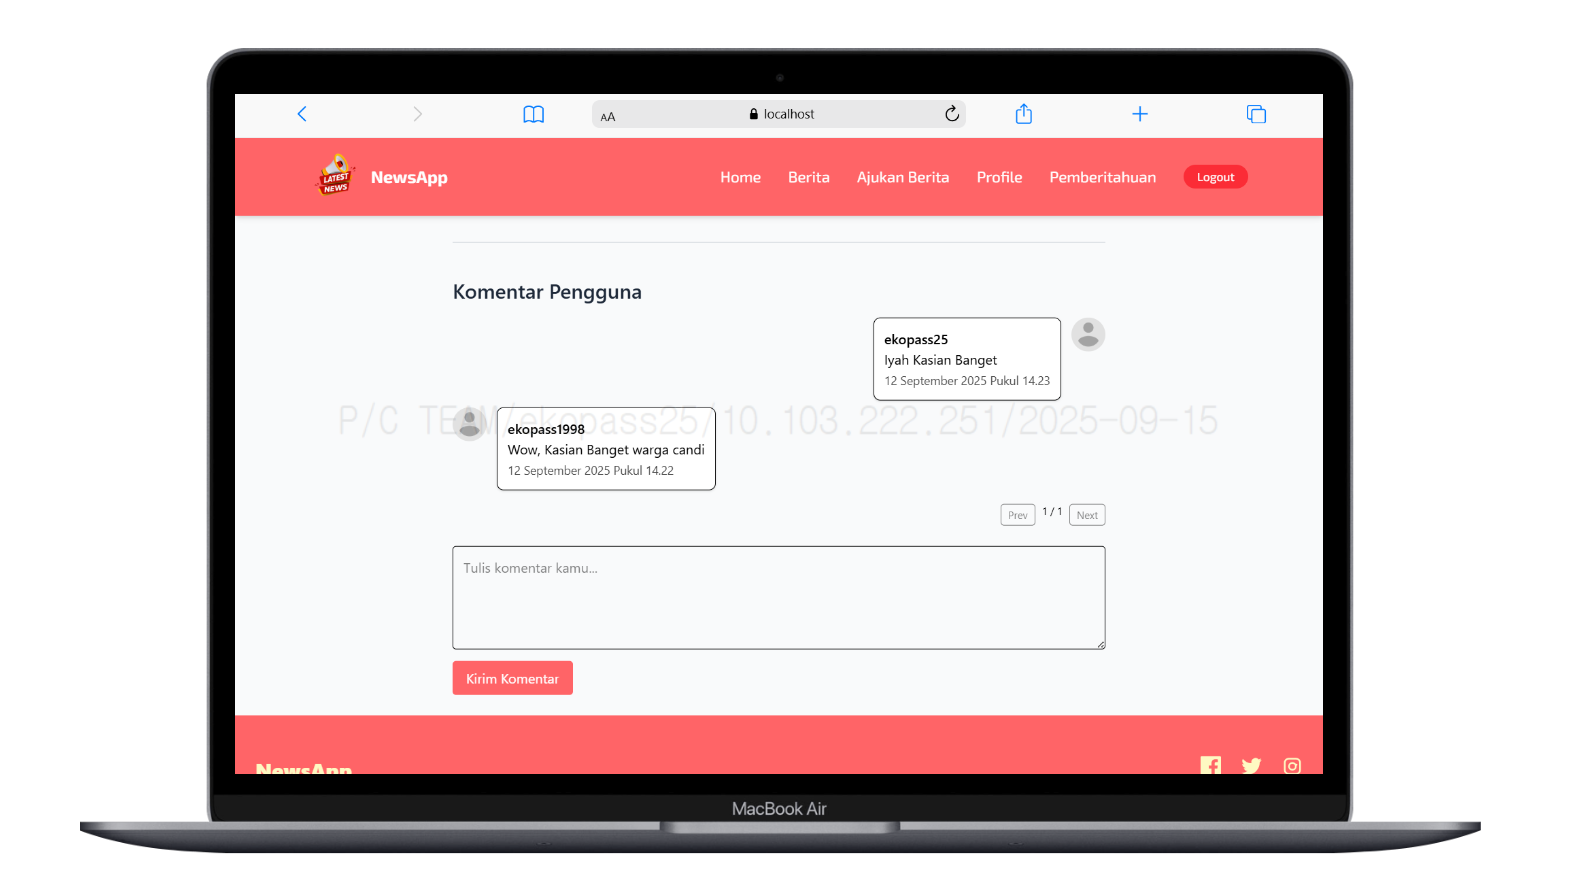 AA
localhost
LATEST
NEWS
NewsApp
Home
Berita
Ajukan Berita
Profile
Pemberitahuan
Logout
Komentar Pengguna
ekopass25
Iyah Kasian Banget
12 September 2025 Pukul 14.23
P/C TEAM/ekopass25/10.103.222.251/2025-09-15
ekopass1998
Wow, Kasian Banget warga candi
12 September 2025 Pukul 14.22
Prev
1 / 1
Next
Tulis komentar kamu...
Kirim Komentar
NewsApp
MacBook Air